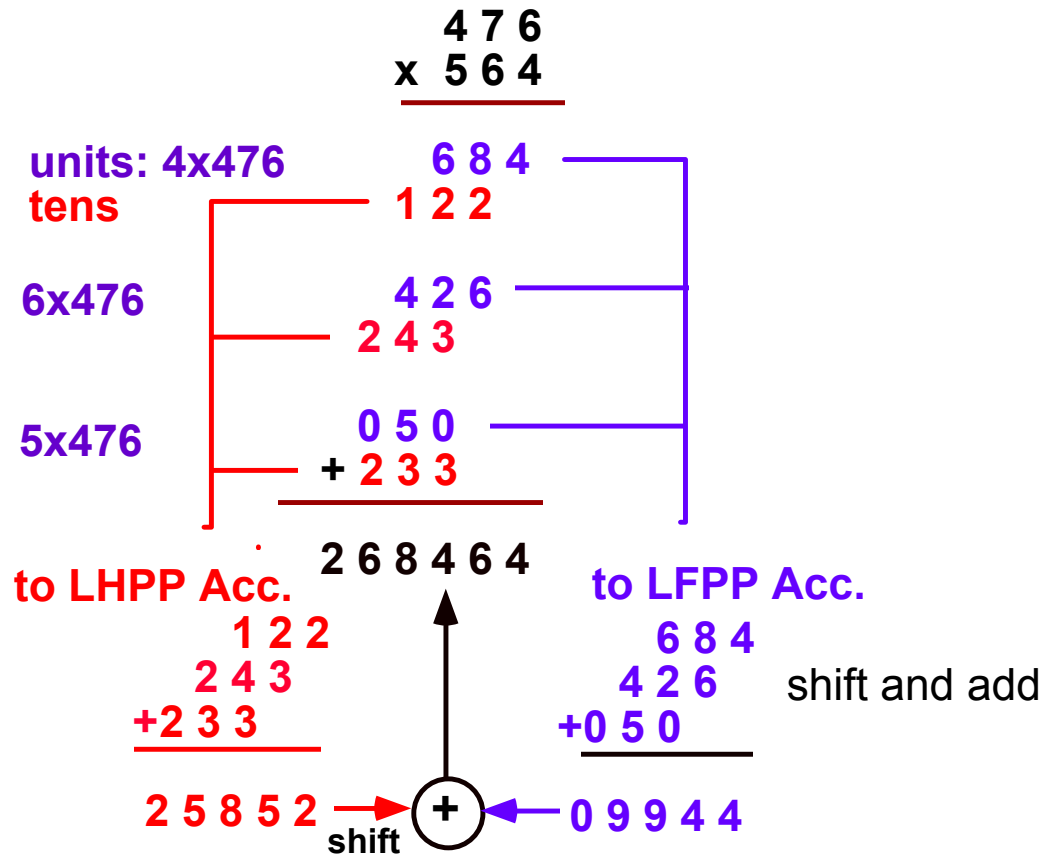 4 7 6
x 5 6 4
units: 4x476 6 8 4
tens 1 2 2
6x476 4 2 6
2 4 3
5x476 0 5 0
+ 2 3 3
2 6 8 4 6 4
to LHPP Acc.
1 2 2
2 4 3
+2 3 3
2 5 8 5 2
shift
+
to LFPP Acc.
6 8 4
4 2 6
+0 5 0
shift and add
0 9 9 4 4